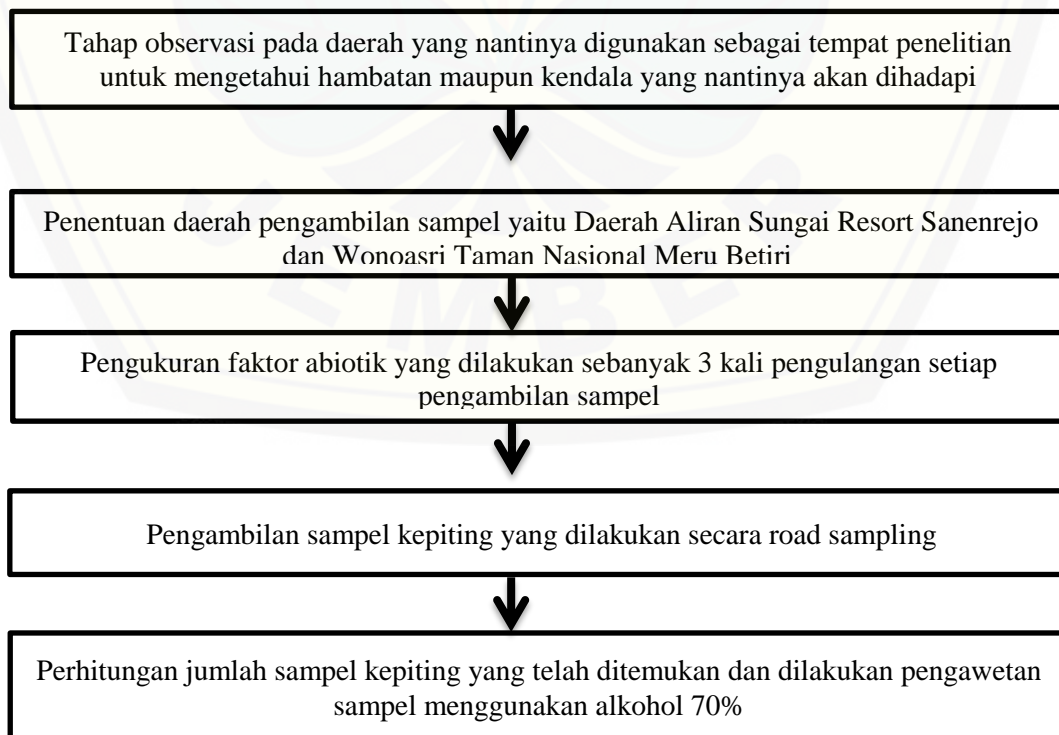 Tahap observasi pada daerah yang nantinya digunakan sebagai tempat penelitian
untuk mengetahui hambatan maupun kendala yang nantinya akan dihadapi
Penentuan daerah pengambilan sampel yaitu Daerah Aliran Sungai Resort Sanenrejo
dan Wonoasri Taman Nasional Meru Betiri
Pengukuran faktor abiotik yang dilakukan sebanyak 3 kali pengulangan setiap
pengambilan sampel
Pengambilan sampel kepiting yang dilakukan secara road sampling
Perhitungan jumlah sampel kepiting yang telah ditemukan dan dilakukan pengawetan
sampel menggunakan alkohol 70%
JEMBER